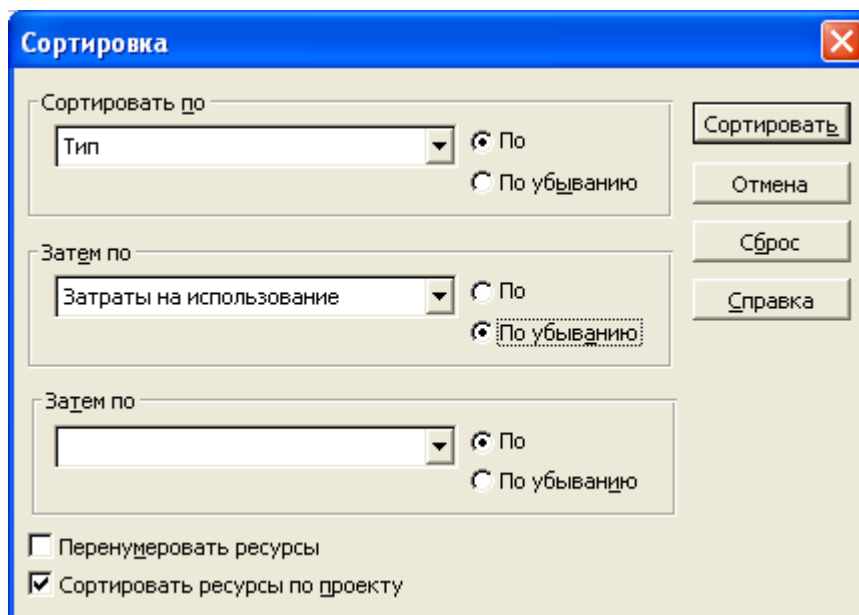 Сортировка
Сортировать по
Тип
По
По убыванию
Затем по
Затраты на использование
По
По убыванию
Затем по
По
По убыванию
Перенумеровать ресурсы
Сортировать ресурсы по проекту
Сортировать
Отмена
Сброс
Справка